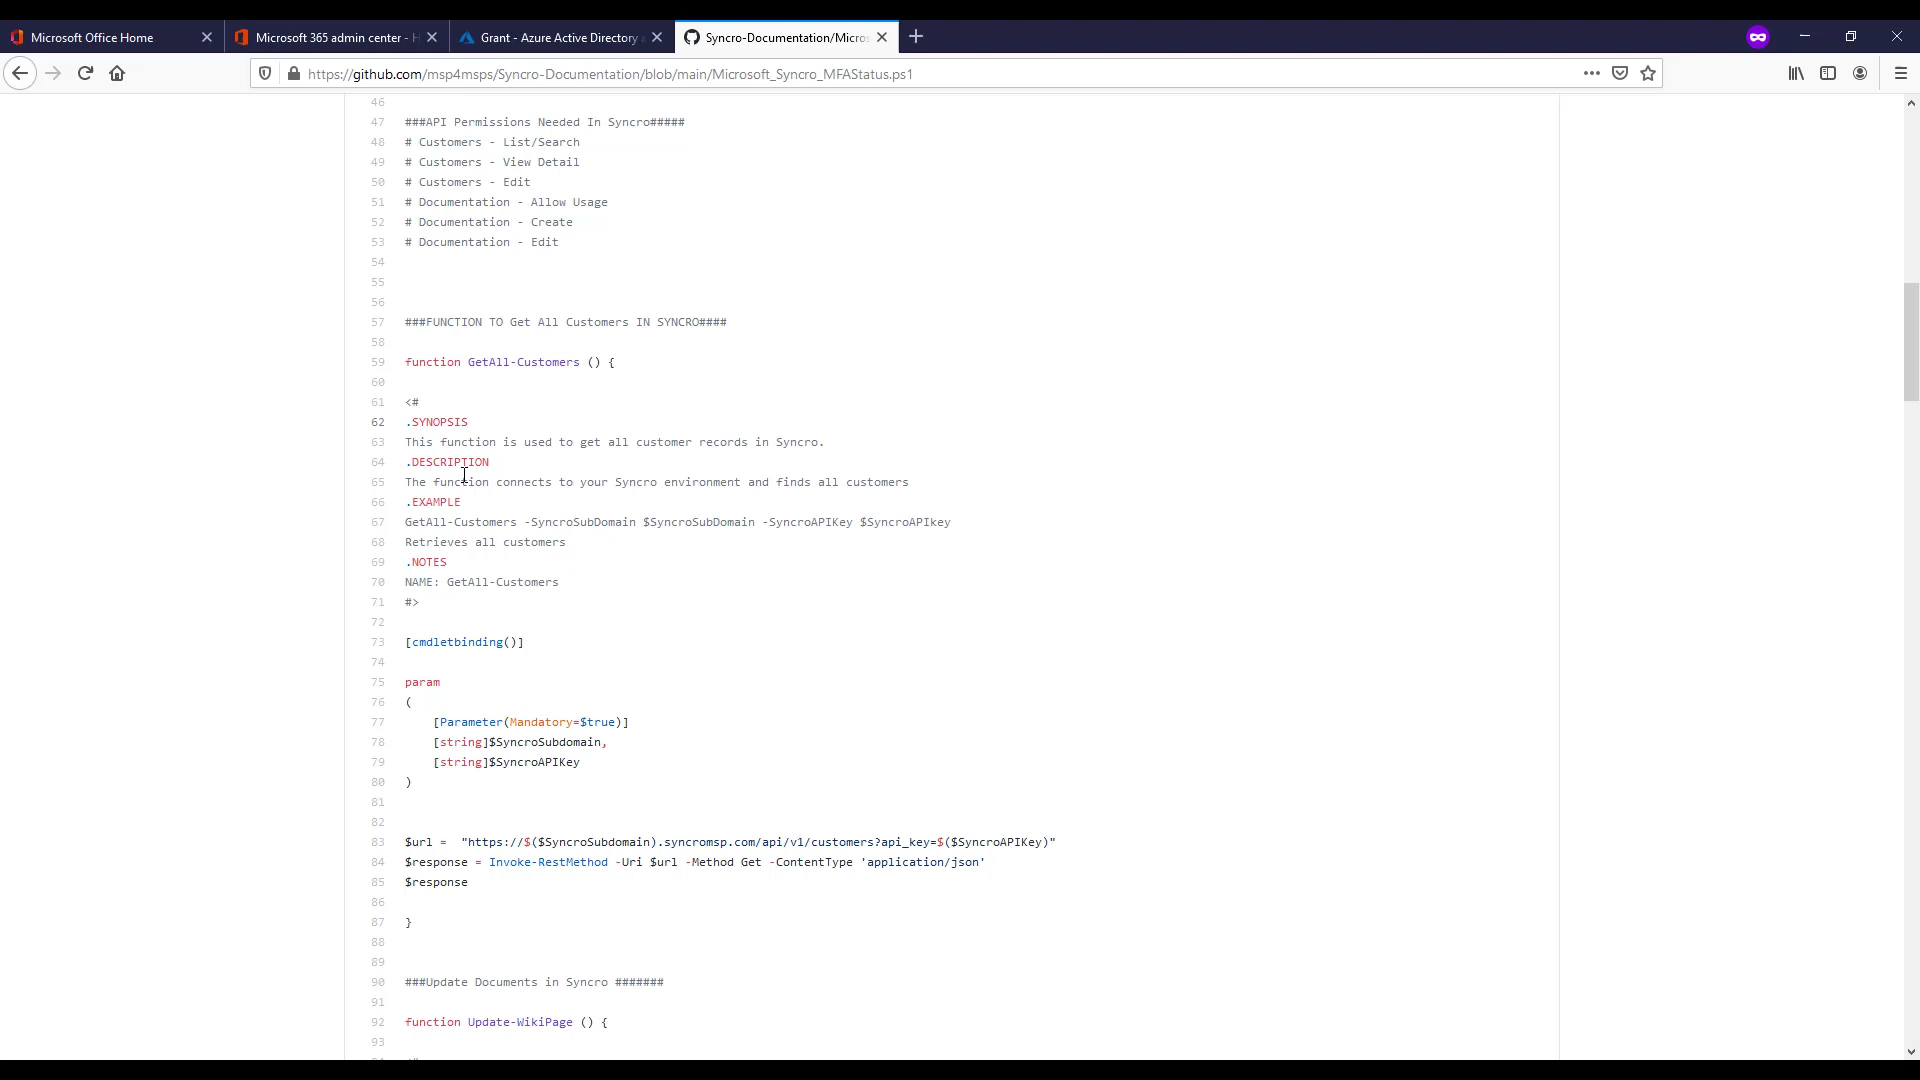 Microsoft Office Home
Microsoft 365 admin center - H
Grant - Azure Active Directory a
Syncro-Documentation/Micros
https://github.com/msp4msps/Syncro-Documentation/blob/main/Microsoft_Syncro_MFAStatus.ps1
46
47 ###API Permissions Needed In Syncro#####
48 # Customers - List/Search
49 # Customers - View Detail
50 # Customers - Edit
51 # Documentation - Allow Usage
52 # Documentation - Create
53 # Documentation - Edit
54
55
56
57 ###FUNCTION TO Get All Customers IN SYNCRO####
58
59 function GetAll-Customers () {
60
61 <#
62 .SYNOPSIS
63 This function is used to get all customer records in Syncro.
64 .DESCRIPTION
65 The function connects to your Syncro environment and finds all customers
66 .EXAMPLE
67 GetAll-Customers -SyncroSubDomain $SyncroSubDomain -SyncroAPIKey $SyncroAPIkey
68 Retrieves all customers
69 .NOTES
70 NAME: GetAll-Customers
71 #>
72
73 [cmdletbinding()]
74
75 param
76 (
77 [Parameter(Mandatory=$true)]
78 [string]$SyncroSubdomain,
79 [string]$SyncroAPIKey
80 )
81
82
83 $url =  "https://$($SyncroSubdomain).syncromsp.com/api/v1/customers?api_key=$($SyncroAPIKey)"
84 $response = Invoke-RestMethod -Uri $url -Method Get -ContentType 'application/json'
85 $response
86
87 }
88
89
90 ###Update Documents in Syncro #######
91
92 function Update-WikiPage () {
93